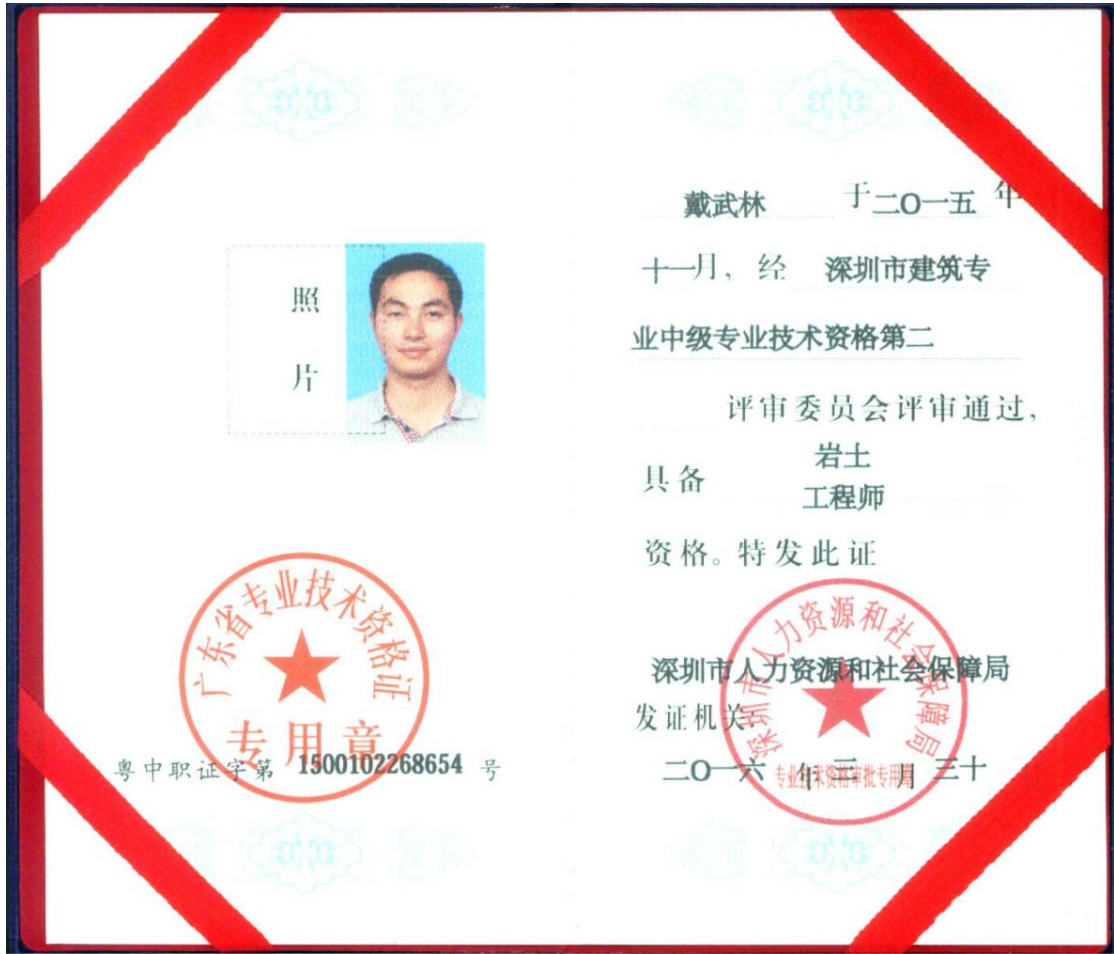 照
片
广东省专业技术资格证
专用章
粤中职证字第 1500102268654 号
戴武林 于二〇一五年
十一月，经 深圳市建筑专
业中级专业技术资格第二
评审委员会评审通过，
岩土
具备
工程师
资格。特发此证
深圳市人力资源和社会保障局
深圳市人力资源和社会保障局
发证机关：
二〇一六年三月三十
专业技术资格审批专用章